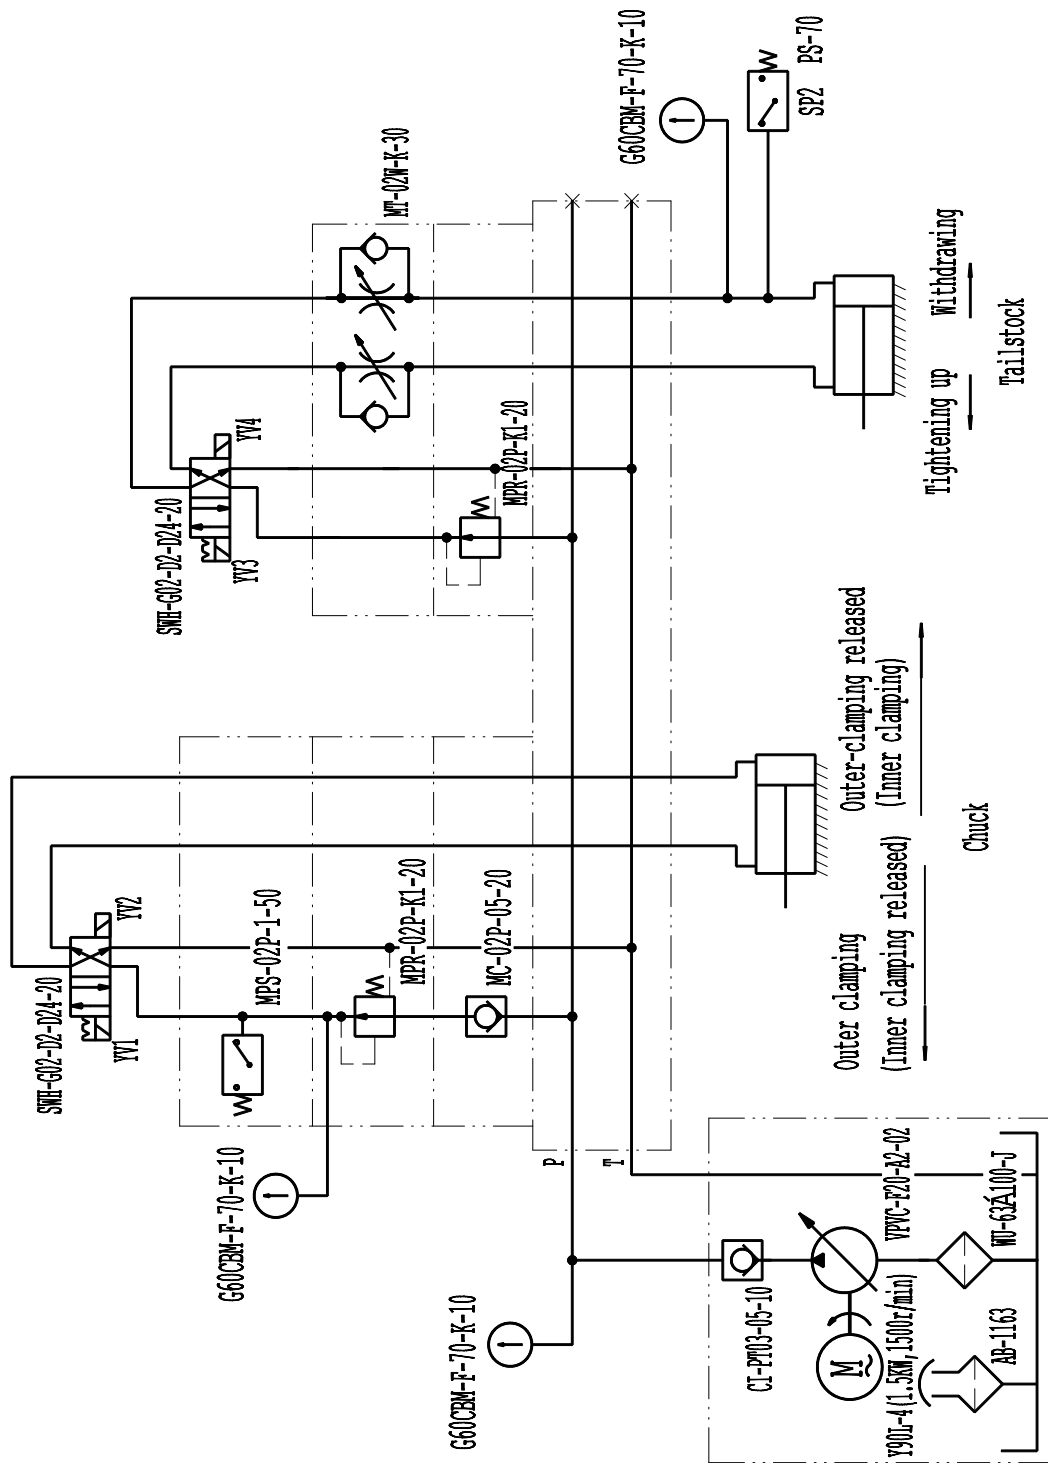 G60CBM-F-70-K-10
SP2 PS-70
MT-02W-K-30
Withdrawing
Tightening up
Tailstock
SWH-G02-D2-D24-20
YV4
YV3
MPR-02P-K1-20
Outer-clamping released
(Inner clamping)
Outer clamping
(Inner clamping released)
Chuck
SWH-G02-D2-D24-20
YV2
YV1
MPS-02P-1-50
MPR-02P-K1-20
MC-02P-05-20
G60CBM-F-70-K-10
P
T
G60CBM-F-70-K-10
CI-PT03-05-10
VPVC-F20-A2-02
WU-63Á100-J
M
Y90L-4(1.5KW,1500r/min)
AB-1163